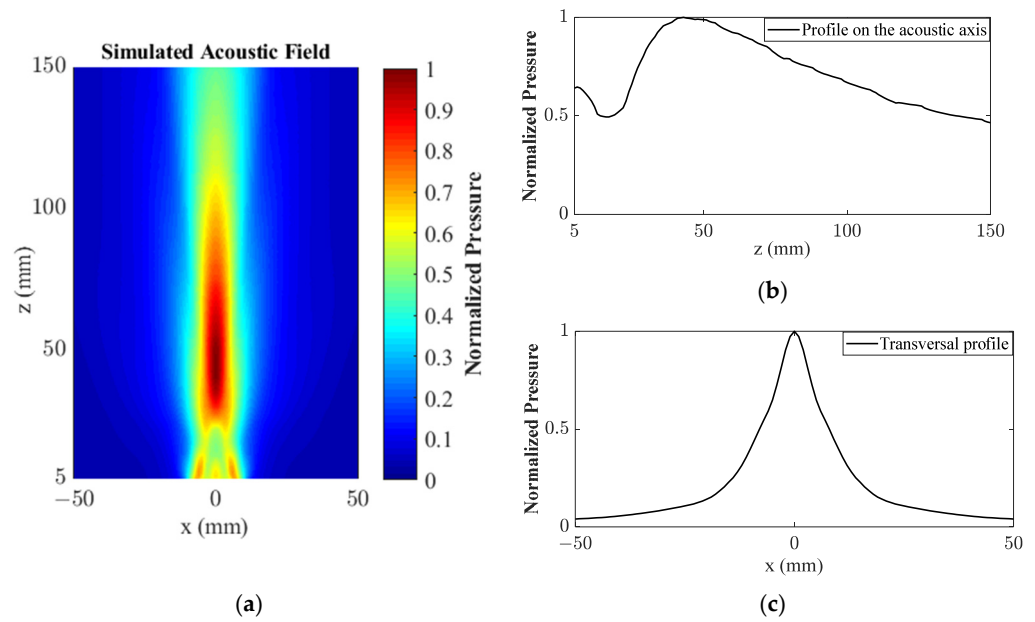 Simulated Acoustic Field
150
100
50
5
z (mm)
−50
0
50
x (mm)
1
0.9
0.8
0.7
0.6
0.5
0.4
0.3
0.2
0.1
0
Normalized Pressure
(a)
1
0.5
0
Normalized Pressure
Profile on the acoustic axis
5
50
100
150
z (mm)
(b)
1
0.5
0
Normalized Pressure
Transversal profile
−50
0
50
x (mm)
(c)